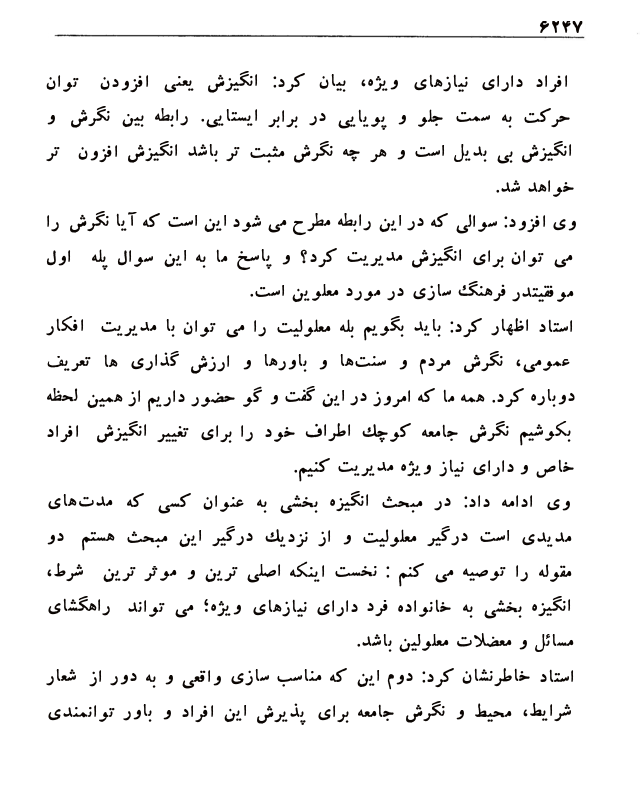 ۶۲۴۷
افراد دارای نیازهای ویژه، بیان کرد: انگیزش یعنی افزودن توان
حرکت به سمت جلو و پویایی در برابر ایستایی. رابطه بین نگرش و
انگیزش بی بدیل است و هر چه نگرش مثبت تر باشد انگیزش افزون تر
خواهد شد.
وی افزود: سوالی که در این رابطه مطرح می شود این است که آیا نگرش را
می توان برای انگیزش مدیریت کرد؟ و پاسخ ما به این سوال پله اول
موفقیتدر فرهنگ سازی در مورد معلوین است.
استاد اظهار کرد: باید بگویم بله معلولیت را می توان با مدیریت افکار
عمومی، نگرش مردم و سنت‌ها و باورها و ارزش گذاری ها تعریف
دوباره کرد. همه ما که امروز در این گفت و گو حضور داریم از همین لحظه
بکوشیم نگرش جامعه کوچك اطراف خود را برای تغییر انگیزش افراد
خاص و دارای نیاز ویژه مدیریت کنیم.
وی ادامه داد: در مبحث انگیزه بخشی به عنوان کسی که مدت‌های
مدیدی است درگیر معلولیت و از نزدیك درگیر این مبحث هستم دو
مقوله را توصیه می کنم : نخست اینکه اصلی ترین و موثر ترین شرط،
انگیزه بخشی به خانواده فرد دارای نیازهای ویژه؛ می تواند راهگشای
مسائل و معضلات معلولین باشد.
استاد خاطرنشان کرد: دوم این که مناسب سازی واقعی و به دور از شعار
شرایط، محیط و نگرش جامعه برای پذیرش این افراد و باور توانمندی